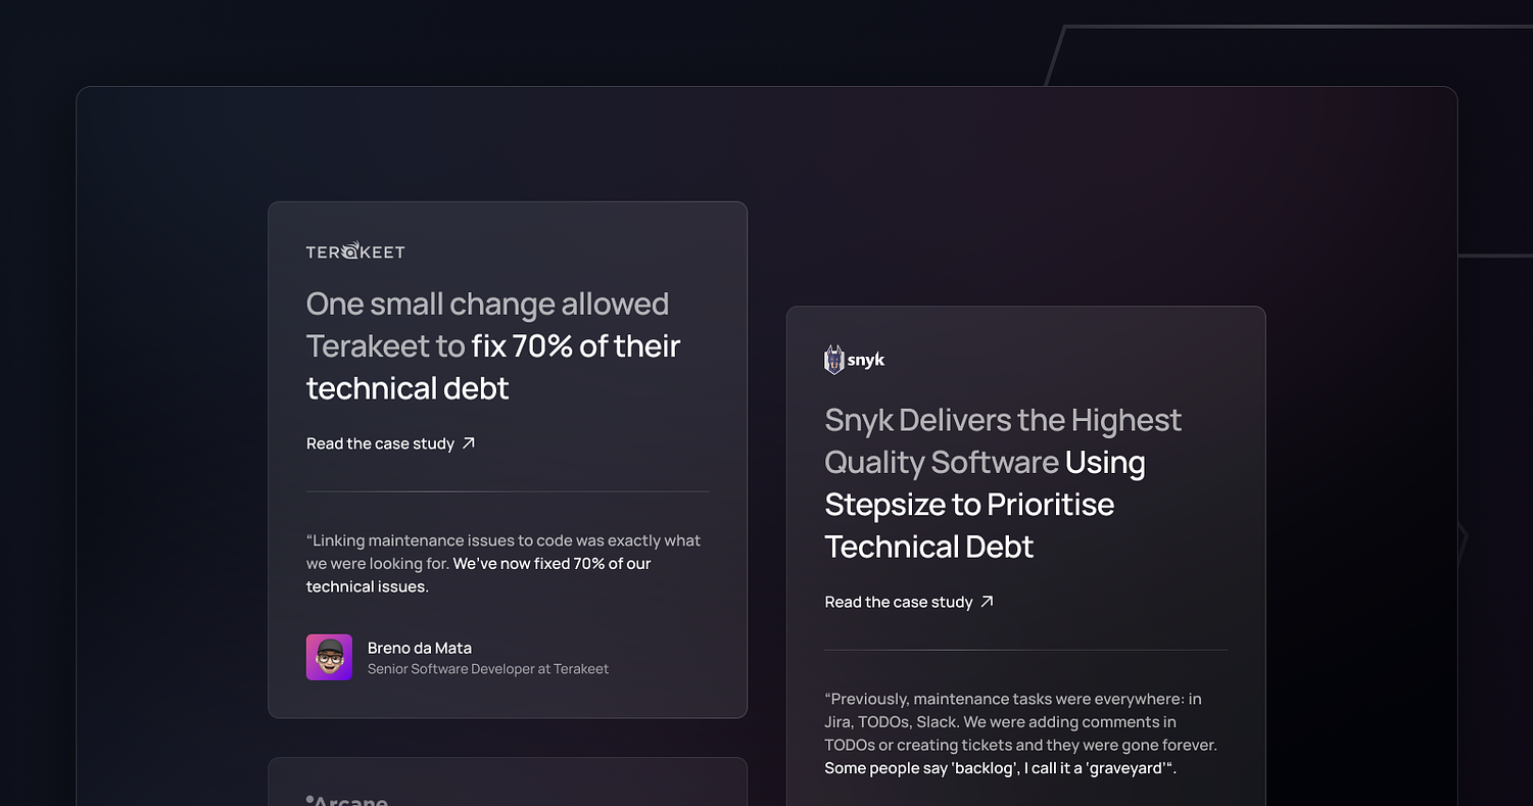 TERAKEET
One small change allowed
Terakeet to fix 70% of their
technical debt
Read the case study
“Linking maintenance issues to code was exactly what
we were looking for. We’ve now fixed 70% of our
technical issues.
Breno da Mata
Senior Software Developer at Terakeet
Arcane
snyk
Snyk Delivers the Highest
Quality Software Using
Stepsize to Prioritise
Technical Debt
Read the case study
“Previously, maintenance tasks were everywhere: in
Jira, TODOs, Slack. We were adding comments in
TODOs or creating tickets and they were gone forever.
Some people say ‘backlog’, I call it a ‘graveyard’“.